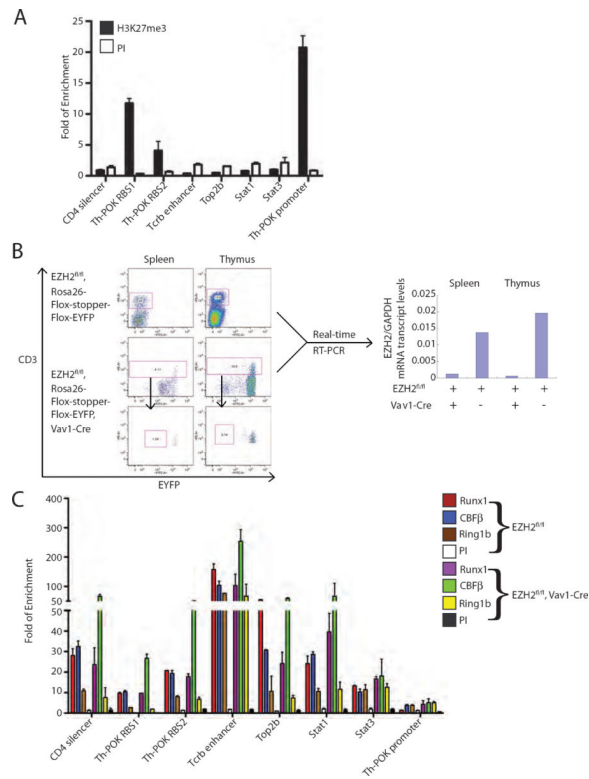 A
H3K27me3
PI
Fold of Enrichment
25
20
15
10
5
0
CD4 silencer
Th-POK RBS1
Th-POK RBS2
Tcrb enhancer
Top2b
Stat1
Stat3
Th-POK promoter
B
Spleen
Thymus
EZH2fl/fl,
Rosa26-
Flox-stopper-
Flox-EYFP
CD3
EZH2fl/fl,
Rosa26-
Flox-stopper-
Flox-EYFP,
Vav1-Cre
EYFP
Real-time
RT-PCR
Spleen
Thymus
EZH2/GAPDH
mRNA transcript levels
0.025
0.02
0.015
0.01
0.005
0
EZH2fl/fl + + + +
Vav1-Cre + - + -
C
Fold of Enrichment
400
300
200
100
50
50
40
30
20
10
0
CD4 silencer
Th-POK RBS1
Th-POK RBS2
Tcrb enhancer
Top2b
Stat1
Stat3
Th-POK promoter
Runx1
CBFβ
Ring1b
PI
EZH2fl/fl
Runx1
CBFβ
Ring1b
PI
EZH2fl/fl, Vav1-Cre